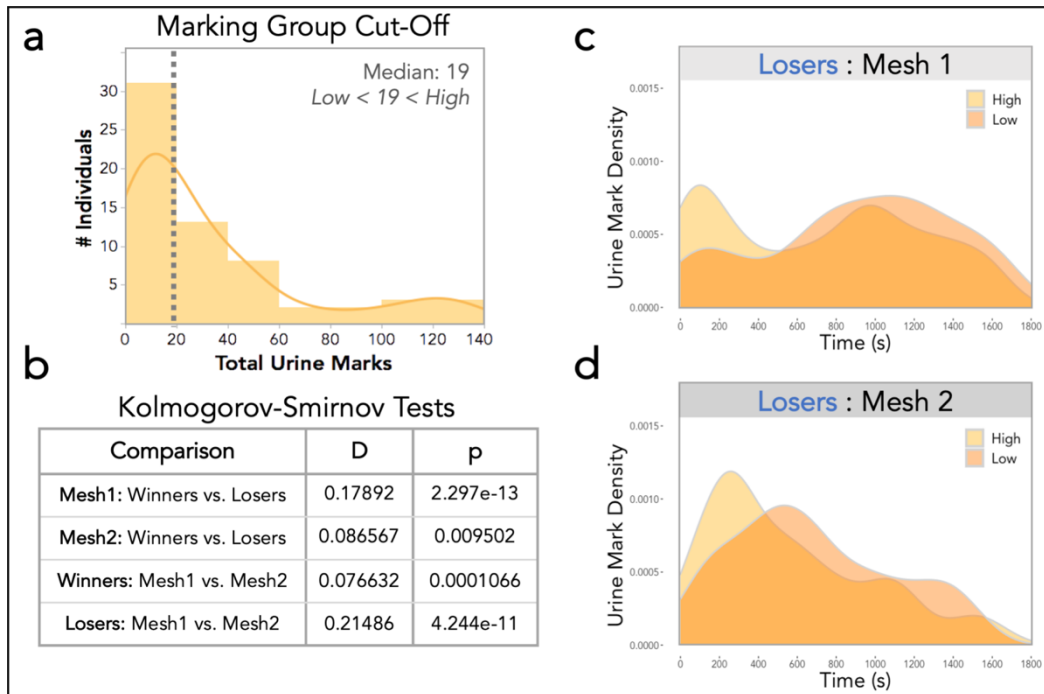 a
Marking Group Cut-Off
Median: 19
Low < 19 < High
# Individuals
30
25
20
15
10
5
0 20 40 60 80 100 120 140
Total Urine Marks
b
Kolmogorov-Smirnov Tests
Comparison D p
Mesh1: Winners vs. Losers 0.17892 2.297e-13
Mesh2: Winners vs. Losers 0.086567 0.009502
Winners: Mesh1 vs. Mesh2 0.076632 0.0001066
Losers: Mesh1 vs. Mesh2 0.21486 4.244e-11
c
Losers : Mesh 1
High
Low
Urine Mark Density
0.0015
0.0010
0.0005
0.0000
0 200 400 600 800 1000 1200 1400 1600 1800
Time (s)
d
Losers : Mesh 2
High
Low
Urine Mark Density
0.0015
0.0010
0.0005
0.0000
0 200 400 600 800 1000 1200 1400 1600 1800
Time (s)